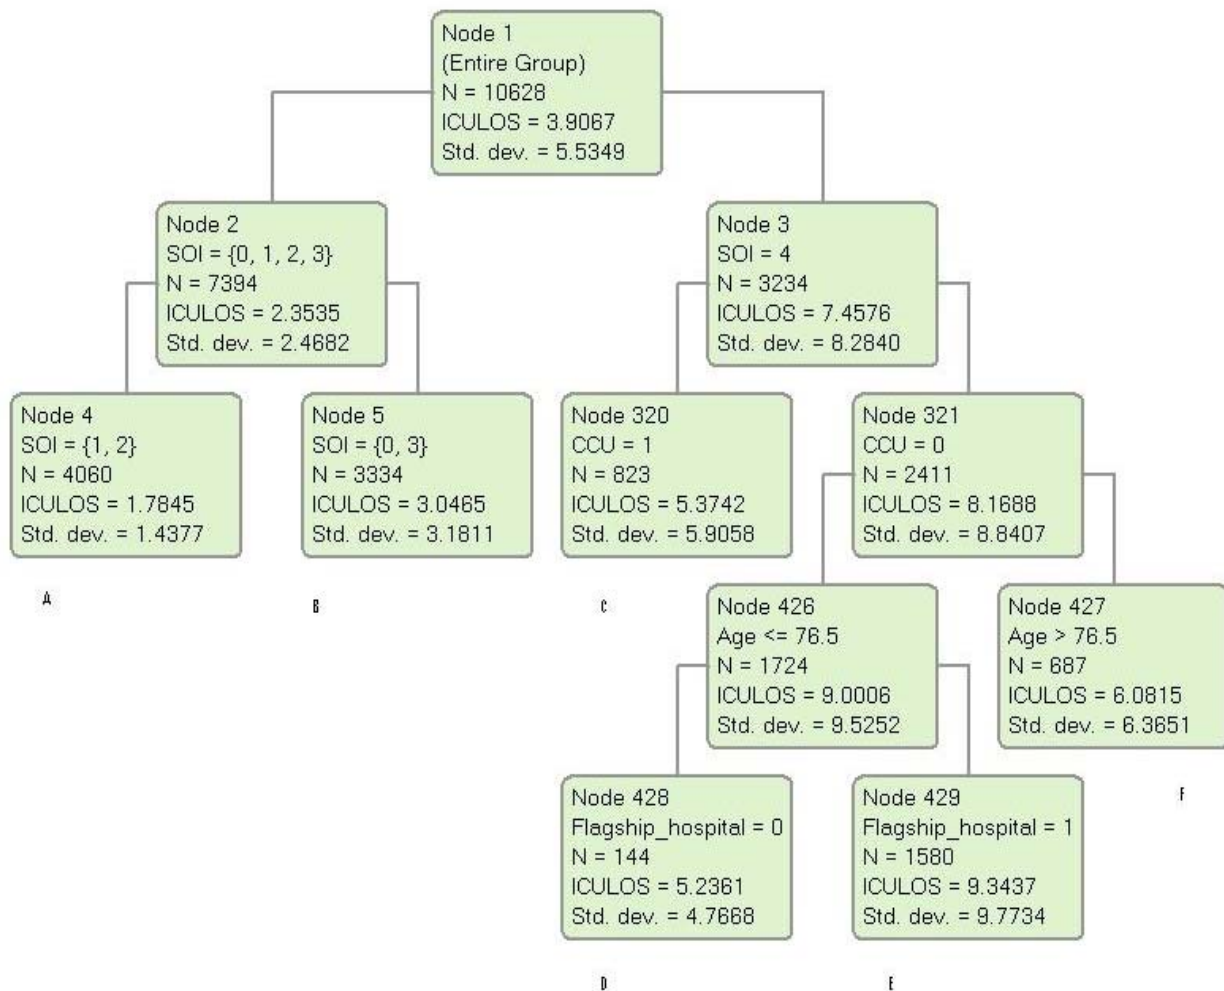 Node 1
(Entire Group)
N = 10628
ICULOS = 3.9067
Std. dev. = 5.5349
Node 2
SOI = {0, 1, 2, 3}
N = 7394
ICULOS = 2.3535
Std. dev. = 2.4682
Node 3
SOI = 4
N = 3234
ICULOS = 7.4576
Std. dev. = 8.2840
Node 4
SOI = {1, 2}
N = 4060
ICULOS = 1.7845
Std. dev. = 1.4377
Node 5
SOI = {0, 3}
N = 3334
ICULOS = 3.0465
Std. dev. = 3.1811
Node 320
CCU = 1
N = 823
ICULOS = 5.3742
Std. dev. = 5.9058
Node 321
CCU = 0
N = 2411
ICULOS = 8.1688
Std. dev. = 8.8407
A
B
C
Node 426
Age <= 76.5
N = 1724
ICULOS = 9.0006
Std. dev. = 9.5252
Node 427
Age > 76.5
N = 687
ICULOS = 6.0815
Std. dev. = 6.3651
F
Node 428
Flagship_hospital = 0
N = 144
ICULOS = 5.2361
Std. dev. = 4.7668
Node 429
Flagship_hospital = 1
N = 1580
ICULOS = 9.3437
Std. dev. = 9.7734
D
E